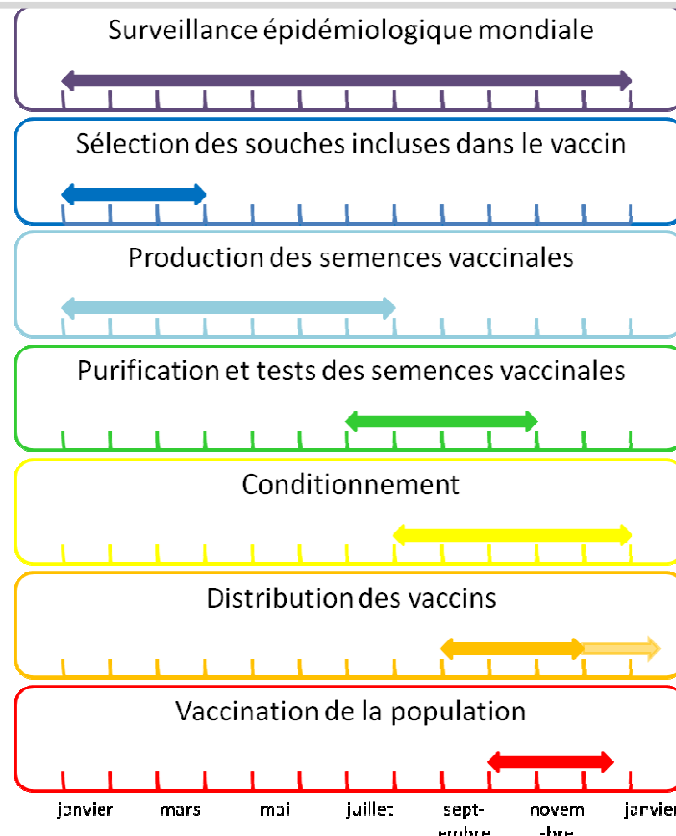 Surveillance épidémiologique mondiale
Sélection des souches incluses dans le vaccin
Production des semences vaccinales
Purification et tests des semences vaccinales
Conditionnement
Distribution des vaccins
Vaccination de la population
janvier mars mai juillet sept- novem janvier
embre -bre